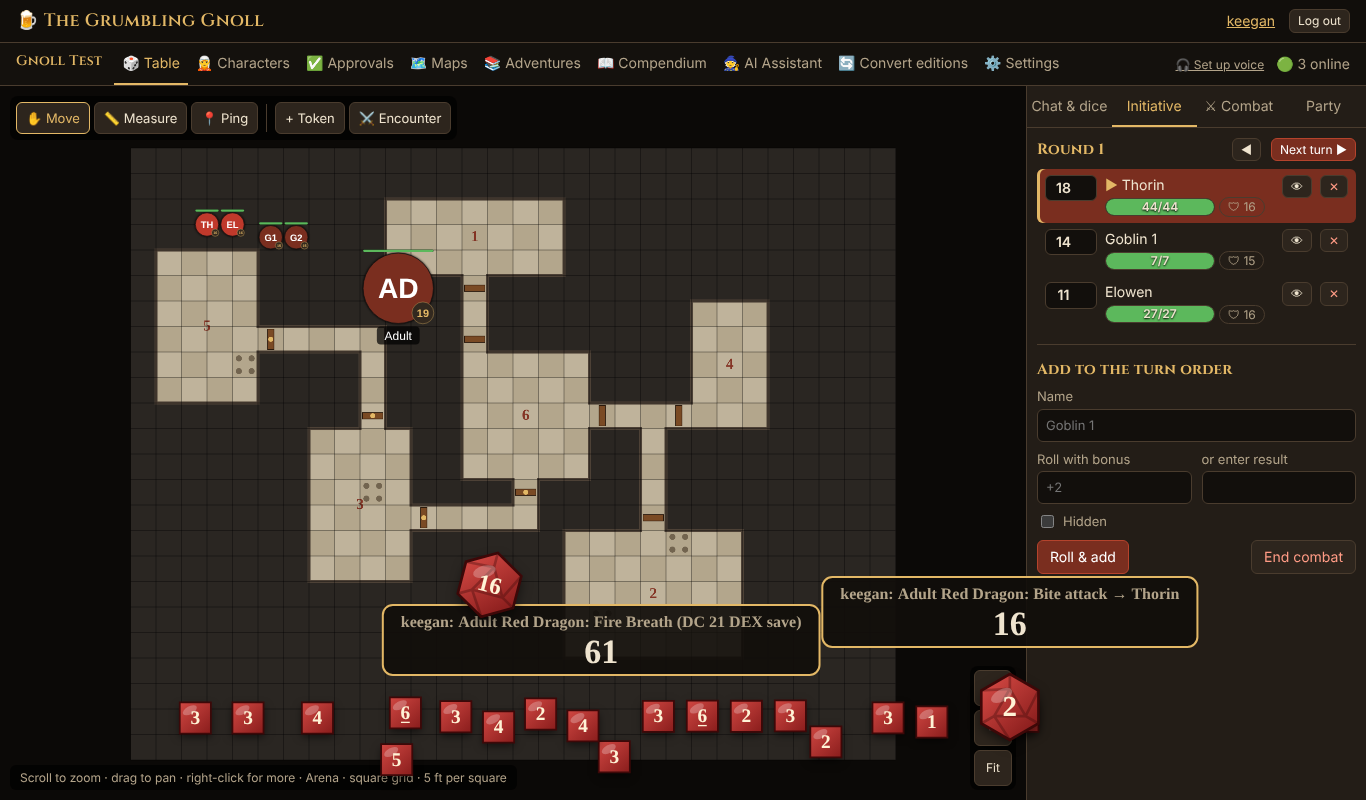 🍺 The Grumbling Gnoll
keegan
Log out
Gnoll Test
Table
Characters
Approvals
Maps
Adventures
Compendium
AI Assistant
Convert editions
Settings
Set up voice
3 online
Move
Measure
Ping
+ Token
Encounter
Chat & dice
Initiative
Combat
Party
Round 1
Next turn ▶
18
Thorin
44/44
16
14
Goblin 1
7/7
15
11
Elowen
27/27
16
Add to the turn order
Name
Goblin 1
Roll with bonus
or enter result
+2
Hidden
Roll & add
End combat
TH
EL
G1
G2
AD
19
Adult
1
5
4
6
3
2
16
keegan: Adult Red Dragon: Fire Breath (DC 21 DEX save)
61
keegan: Adult Red Dragon: Bite attack → Thorin
16
3
3
4
6
3
4
2
4
3
6
2
3
2
3
1
2
5
3
Fit
Scroll to zoom · drag to pan · right-click for more · Arena · square grid · 5 ft per square